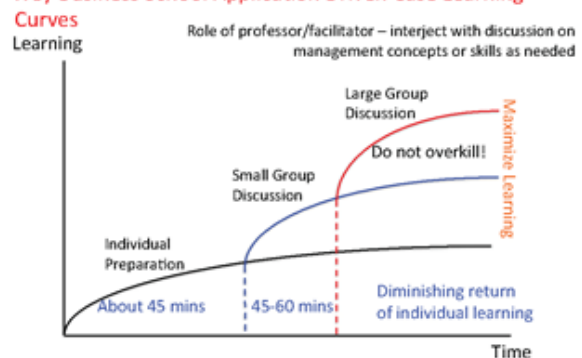 Curves
Learning
Role of professor/facilitator – interject with discussion on
management concepts or skills as needed
Large Group
Discussion
Do not overkill!
Maximize Learning
Small Group
Discussion
Individual
Preparation
About 45 mins
45-60 mins
Diminishing return
of individual learning
Time